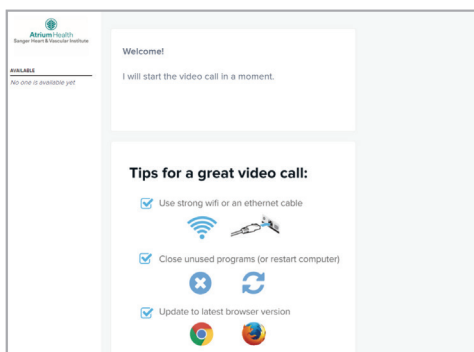 Atrium Health
Sanger Heart & Vascular Institute
AVAILABLE
No one is available yet
Welcome!
I will start the video call in a moment.
Tips for a great video call:
Use strong wifi or an ethernet cable
Close unused programs (or restart computer)
Update to latest browser version